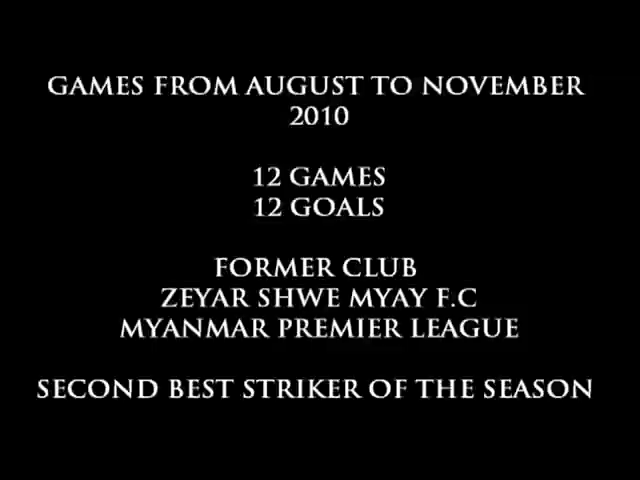 GAMES FROM AUGUST TO NOVEMBER
2010
12 GAMES
12 GOALS
FORMER CLUB
ZEYAR SHWE MYAY F.C
MYANMAR PREMIER LEAGUE
SECOND BEST STRIKER OF THE SEASON